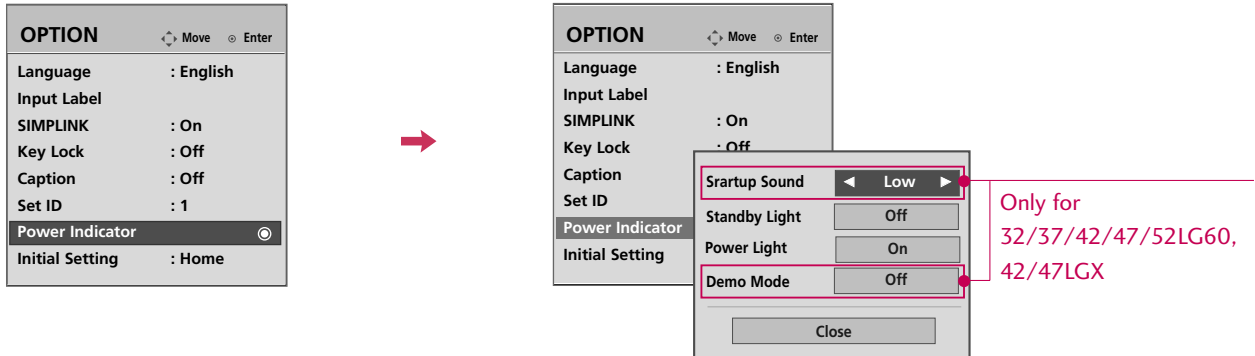 OPTION Move Enter
Language : English
Input Label
SIMPLINK : On
Key Lock : Off
Caption : Off
Set ID : 1
Power Indicator
Initial Setting : Home
OPTION Move Enter
Language : English
Input Label
SIMPLINK : On
Key Lock : Off
Caption
Set ID
Power Indicator
Initial Setting
Srartup Sound ◀ Low ▶
Standby Light Off
Power Light On
Demo Mode Off
Close
Only for
32/37/42/47/52LG60,
42/47LGX